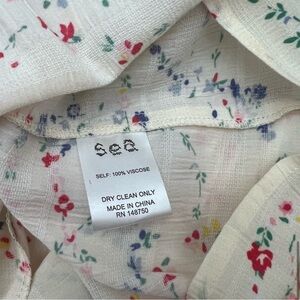 sea
SELF: 100% VISCOSE
DRY CLEAN ONLY
MADE IN CHINA
RN 148750